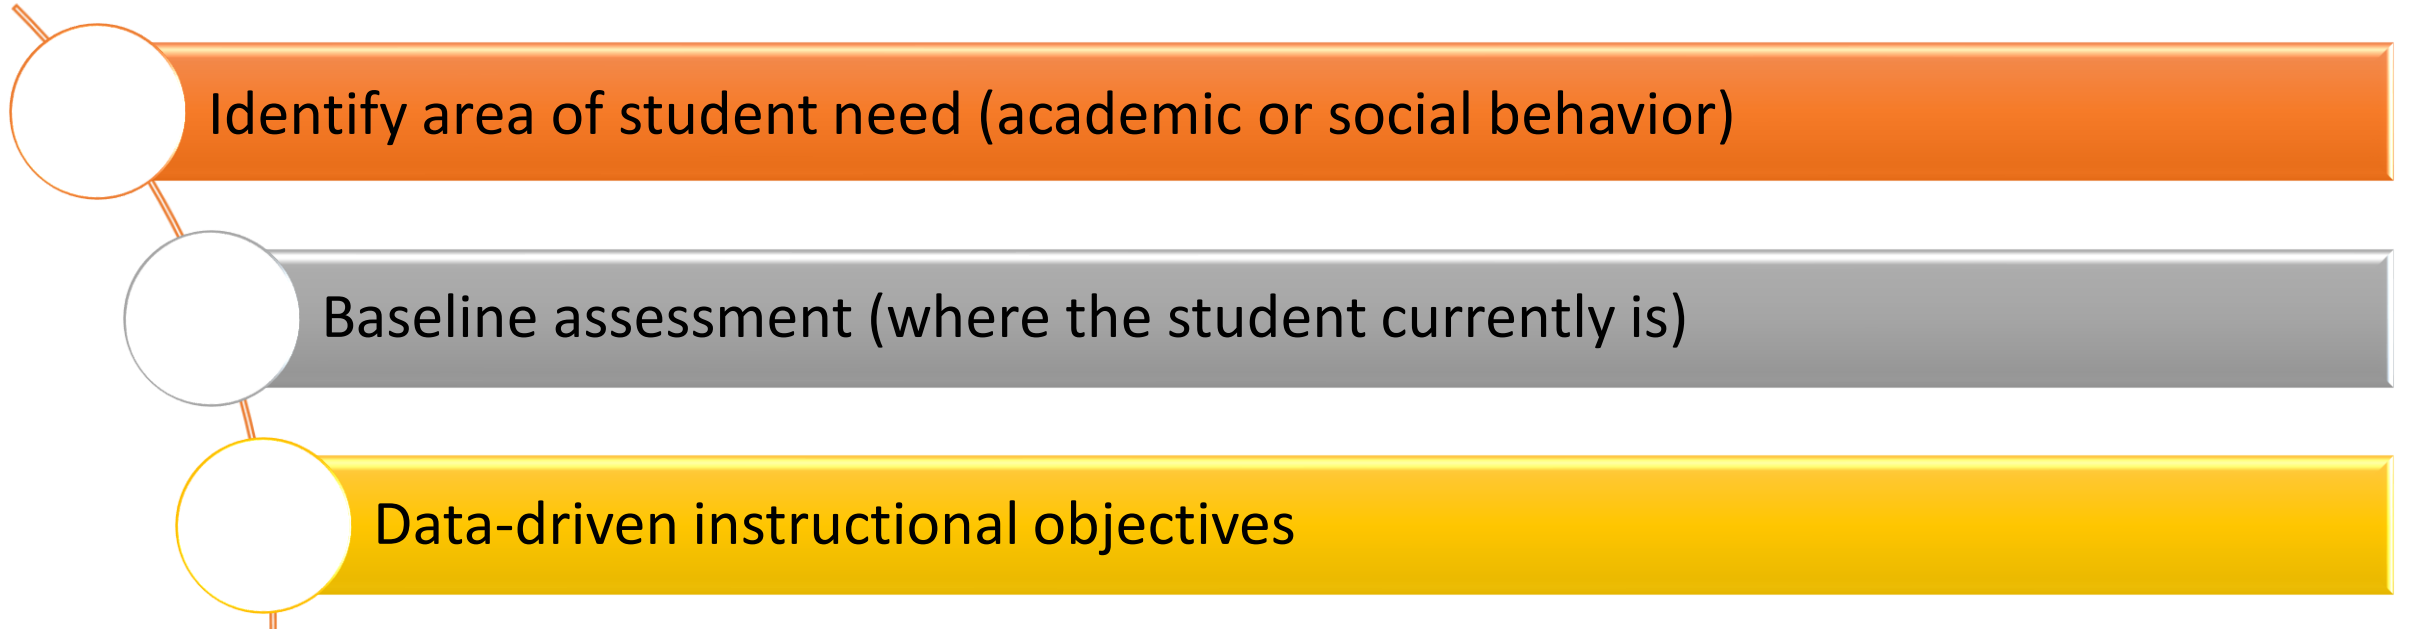 Identify area of student need (academic or social behavior)
Baseline assessment (where the student currently is)
Data-driven instructional objectives